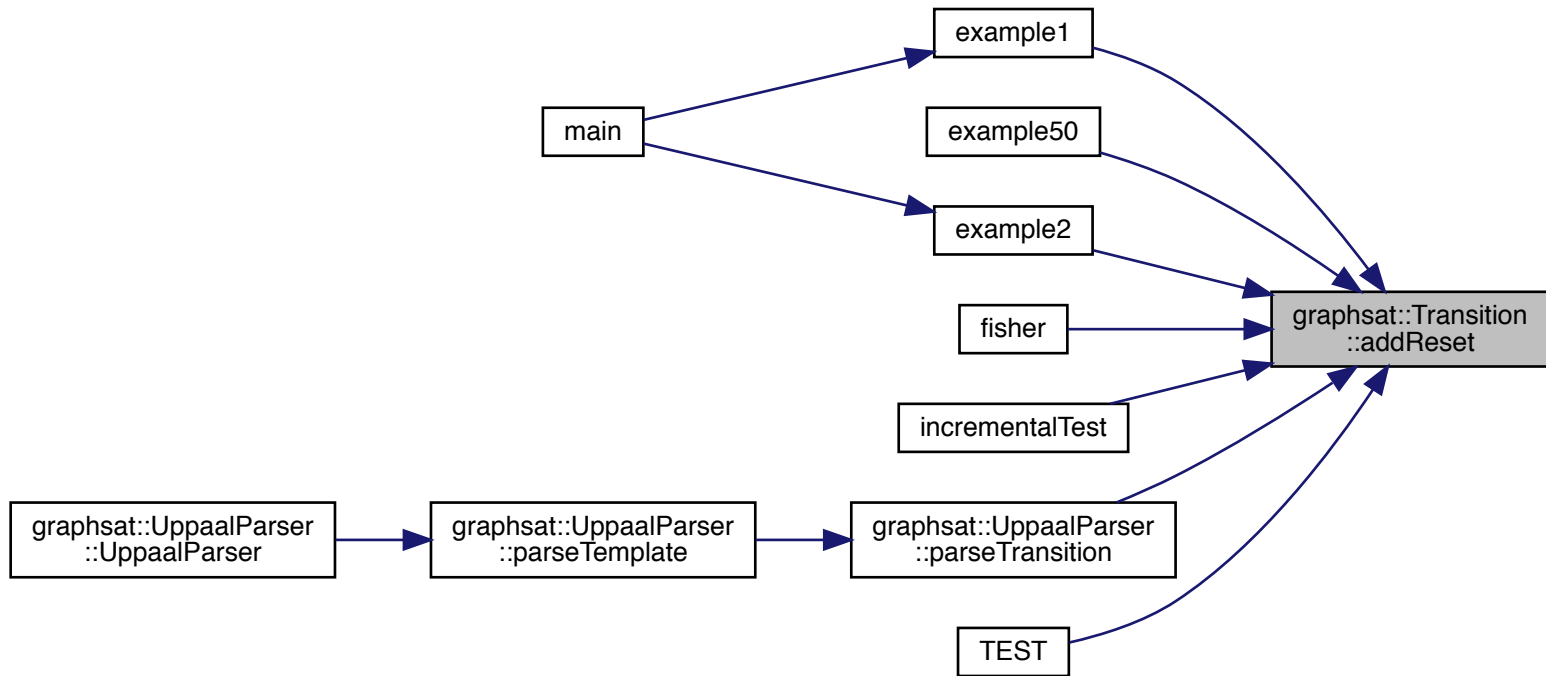 example1
main
example50
example2
graphsat::Transition
::addReset
fisher
incrementalTest
graphsat::UppaalParser
::UppaalParser
graphsat::UppaalParser
::parseTemplate
graphsat::UppaalParser
::parseTransition
TEST